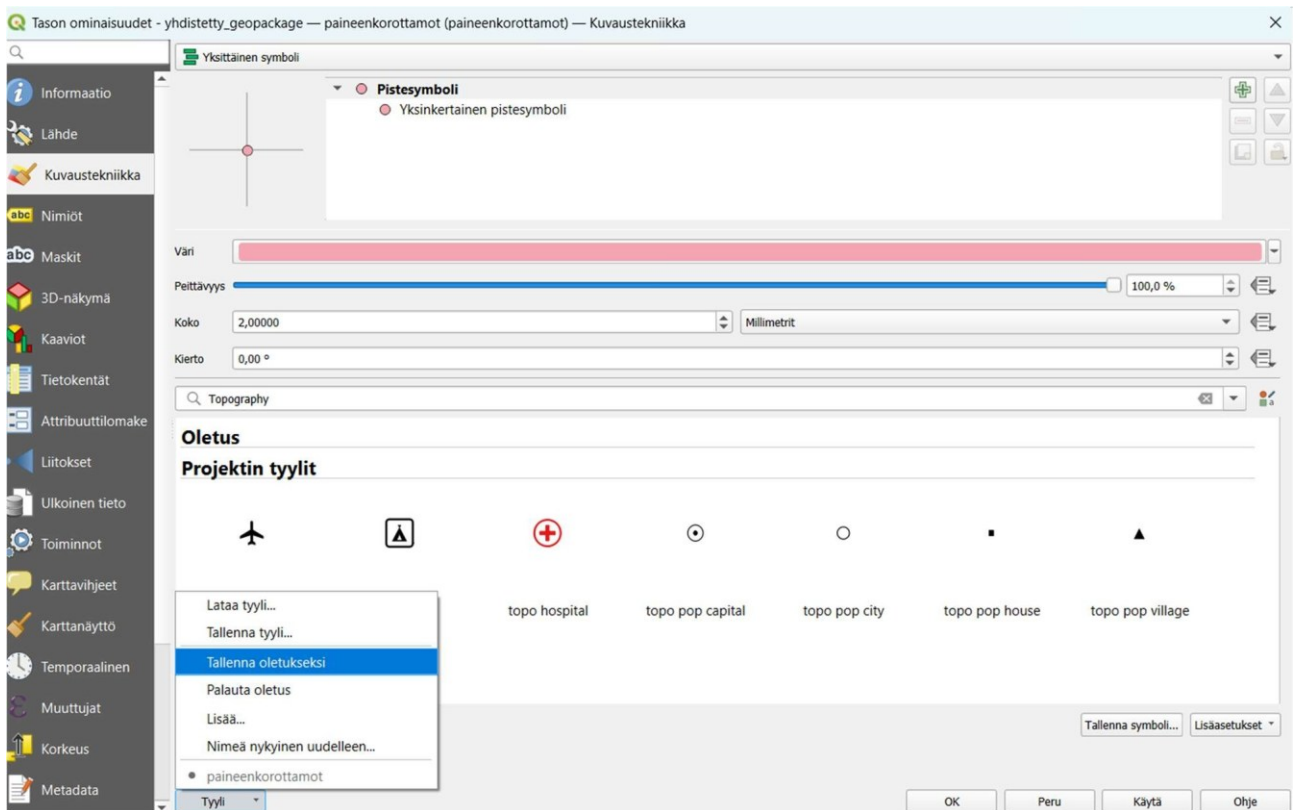 Tason ominaisuudet - yhdistetty_geopackage — paineenkorottamot (paineenkorottamot) — Kuvaustekniikka
Yksittäinen symboli
Informaatio
Lähde
Kuvaustekniikka
abc Nimiöt
abc Maskit
3D-näkymä
Kaaviot
Tietokentät
Attribuuttilomake
Liitokset
Ulkoinen tieto
Toiminnot
Karttavihjeet
Karttanäyttö
Temporaalinen
Muuttujat
Korkeus
Metadata
Pistesymboli
Yksinkertainen pistesymboli
Väri
Peittävyys 100,0 %
Koko 2,00000 Millimetrit
Kierto 0,00 °
Topography
Oletus
Projektin tyylit
topo hospital topo pop capital topo pop city topo pop house topo pop village
Lataa tyyli...
Tallenna tyyli...
Tallenna oletukseksi
Palauta oletus
Lisää...
Nimeä nykyinen uudelleen...
paineenkorottamot
Tallenna symboli... Lisäasetukset
Tyyli OK Peru Käytä Ohje